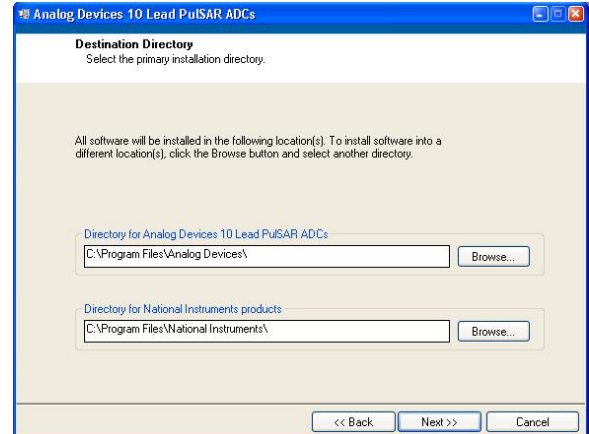 Analog Devices 10 Lead PulSAR ADCs
Destination Directory
Select the primary installation directory.
All software will be installed in the following location(s). To install software into a
different location(s), click the Browse button and select another directory.
Directory for Analog Devices 10 Lead PulSAR ADCs
C:\Program Files\Analog Devices\
Browse...
Directory for National Instruments products
C:\Program Files\National Instruments\
Browse...
<< Back
Next >>
Cancel